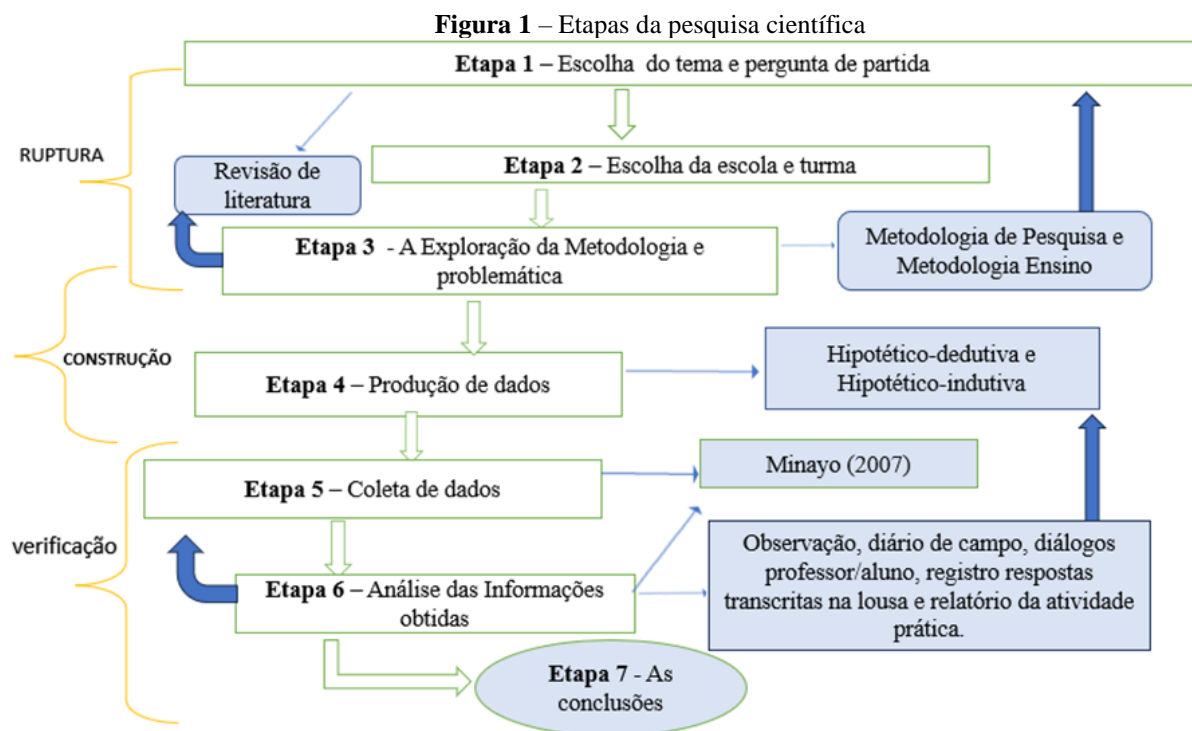 Figura 1 – Etapas da pesquisa científica
Etapa 1 – Escolha do tema e pergunta de partida
RUPTURA
Etapa 2 – Escolha da escola e turma
Revisão de
literatura
Etapa 3 - A Exploração da Metodologia e
problemática
Metodologia de Pesquisa e
Metodologia Ensino
CONSTRUÇÃO
Etapa 4 – Produção de dados
Hipotético-dedutiva e
Hipotético-indutiva
Etapa 5 – Coleta de dados
Minayo (2007)
verificação
Etapa 6 – Análise das Informações
obtidas
Observação, diário de campo, diálogos
professor/aluno, registro respostas
transcritas na lousa e relatório da atividade
prática.
Etapa 7 - As
conclusões